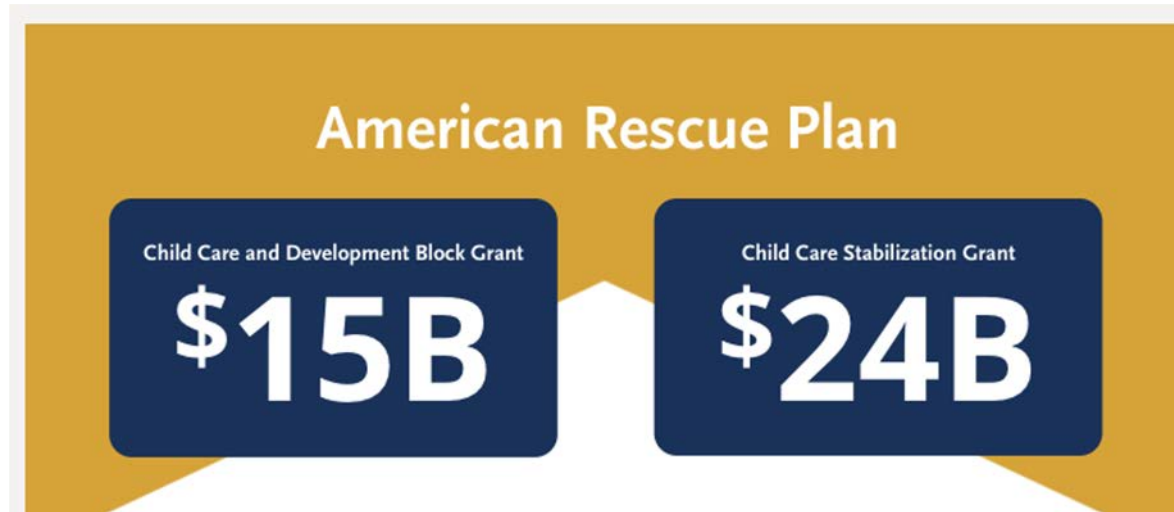 American Rescue Plan
Child Care and Development Block Grant
$15B
Child Care Stabilization Grant
$24B